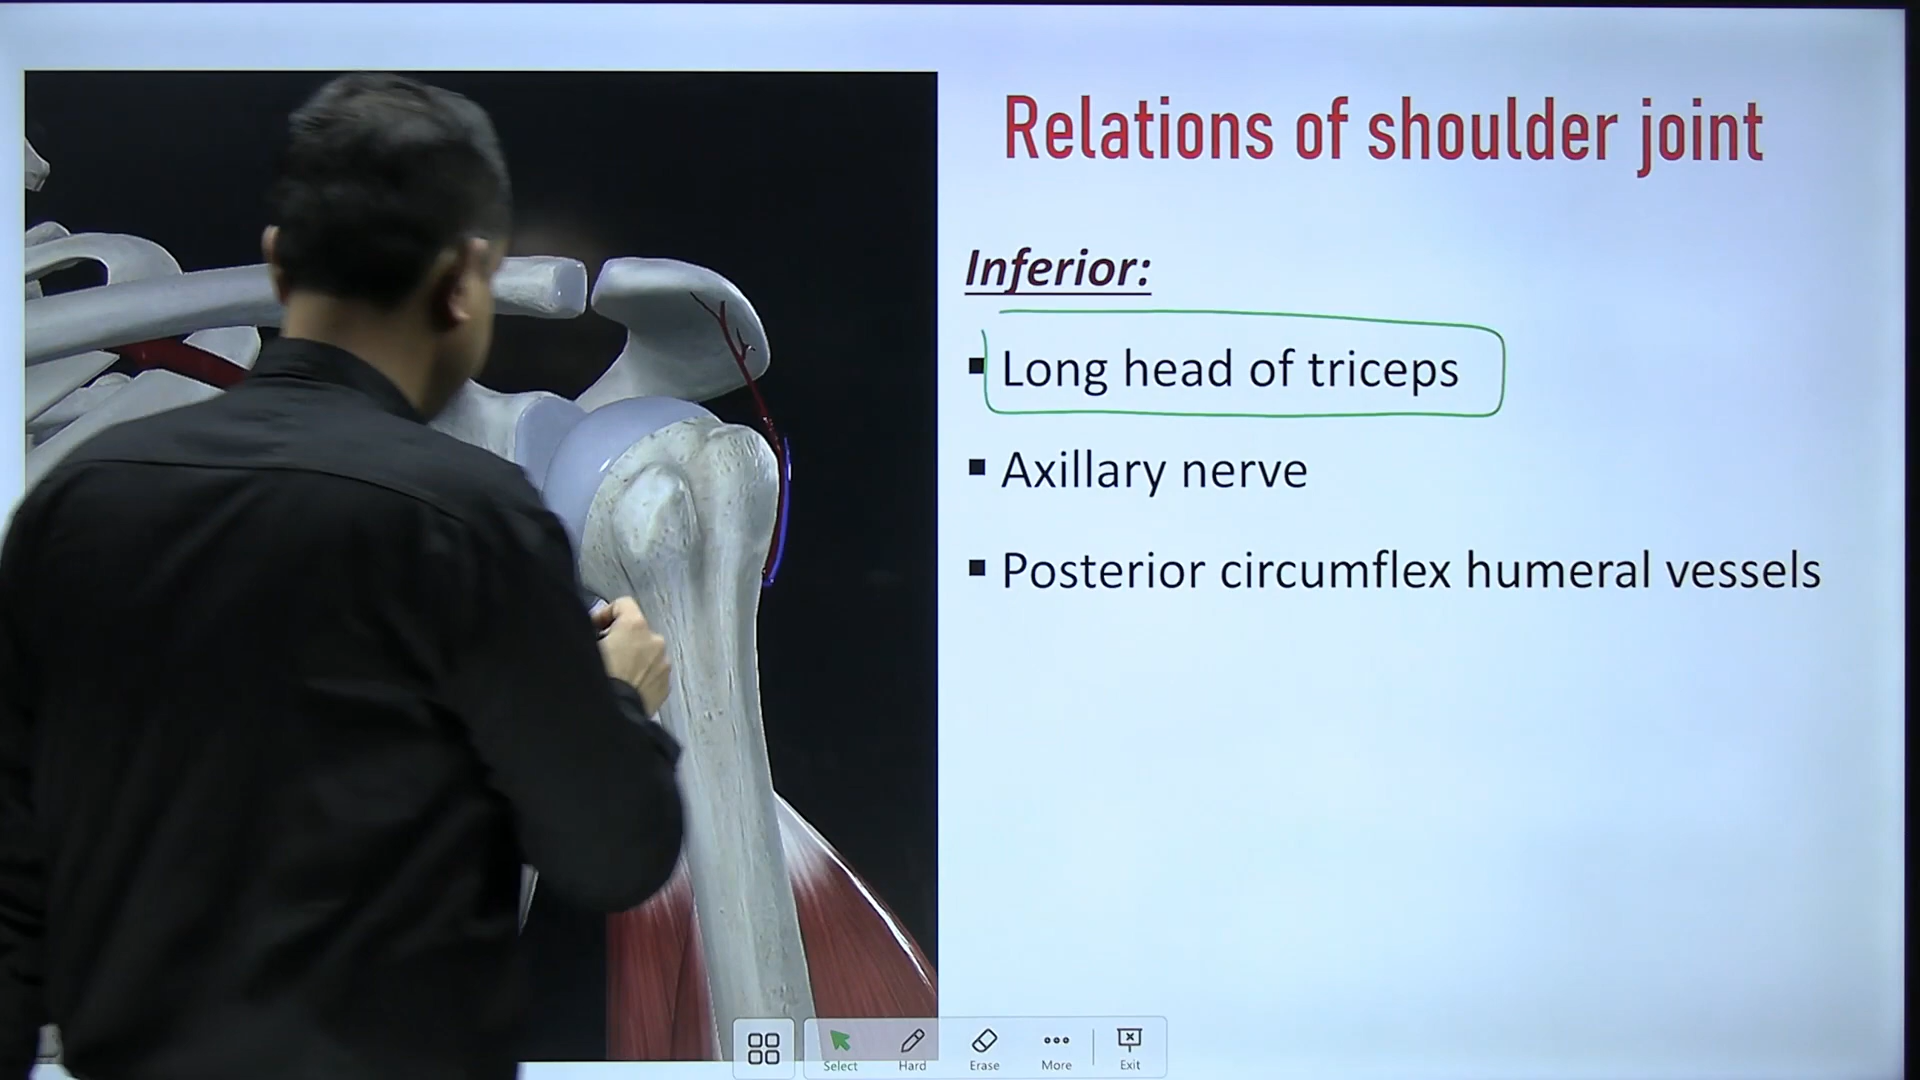 Relations of shoulder joint
Inferior:
▪ Long head of triceps
▪ Axillary nerve
▪ Posterior circumflex humeral vessels
Select Hard Erase More Exit